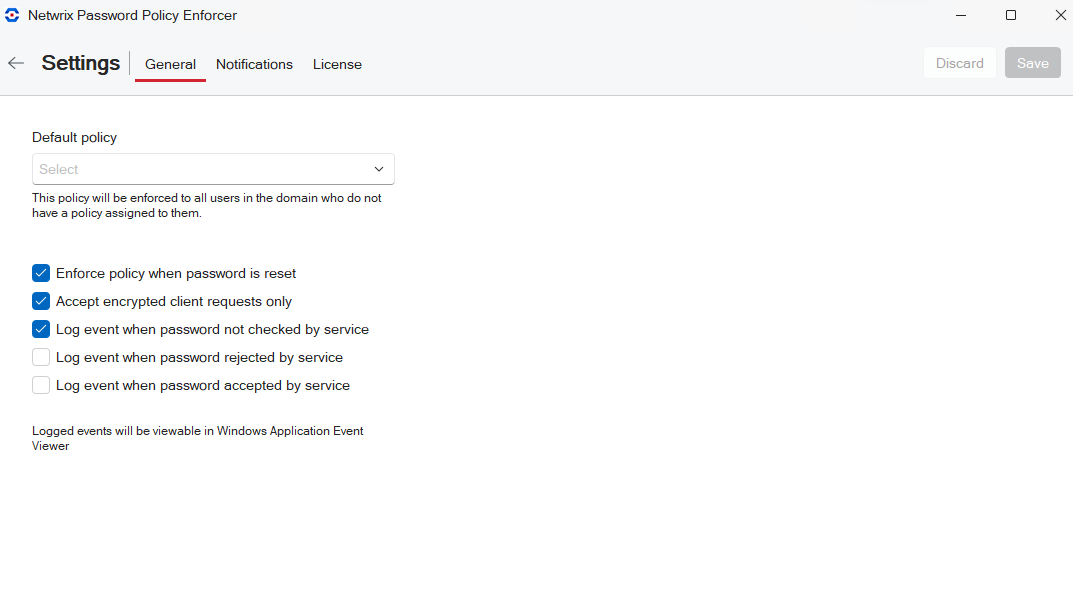 Netwrix Password Policy Enforcer
Settings
General
Notifications
License
Discard
Save
Default policy
Select
This policy will be enforced to all users in the domain who do not
have a policy assigned to them.
Enforce policy when password is reset
Accept encrypted client requests only
Log event when password not checked by service
Log event when password rejected by service
Log event when password accepted by service
Logged events will be viewable in Windows Application Event
Viewer